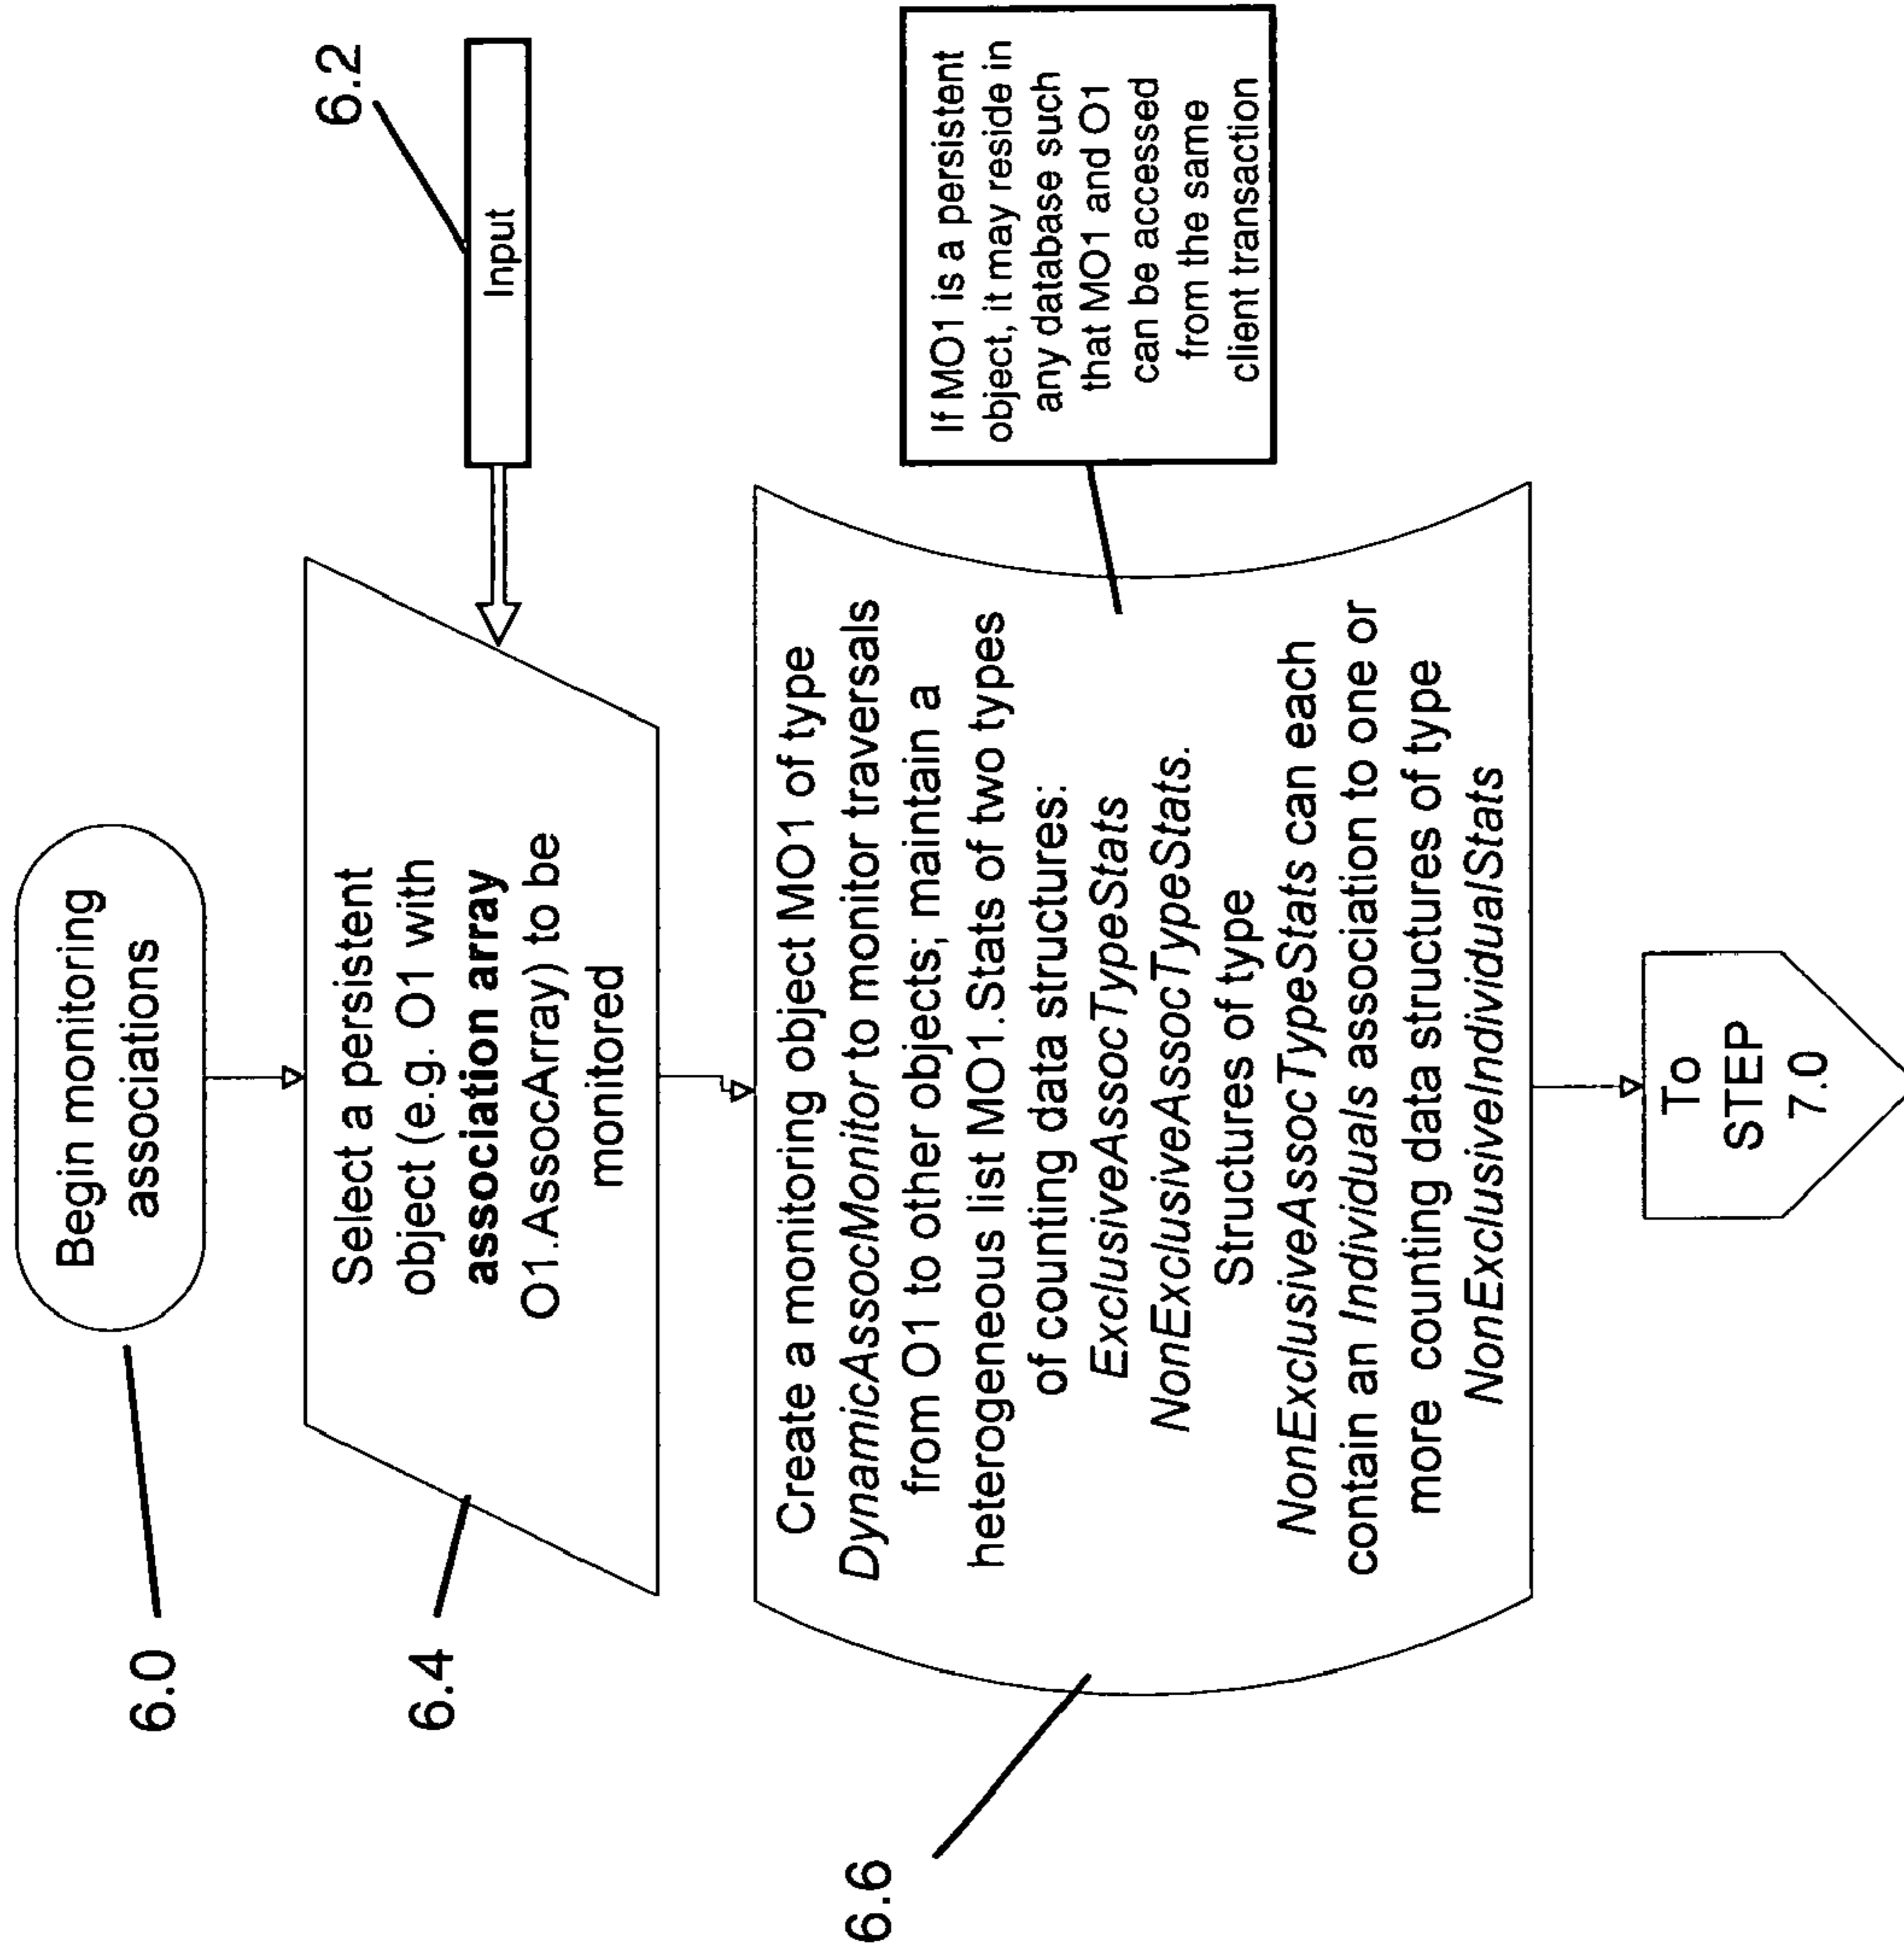 6.0
Begin monitoring
associations
6.2
Input
6.4
Select a persistent
object (e.g. O1 with
association array
O1.AssocArray) to be
monitored
6.6
Create a monitoring object MO1 of type
DynamicAssocMonitor to monitor traversals
from O1 to other objects; maintain a
heterogeneous list MO1.Stats of two types
of counting data structures:
ExclusiveAssocTypeStats
NonExclusiveAssocTypeStats.
Structures of type
NonExclusiveAssocTypeStats can each
contain an Individuals association to one or
more counting data structures of type
NonExclusiveIndividualStats
If MO1 is a persistent
object, it may reside in
any database such
that MO1 and O1
can be accessed
from the same
client transaction
To
STEP
7.0